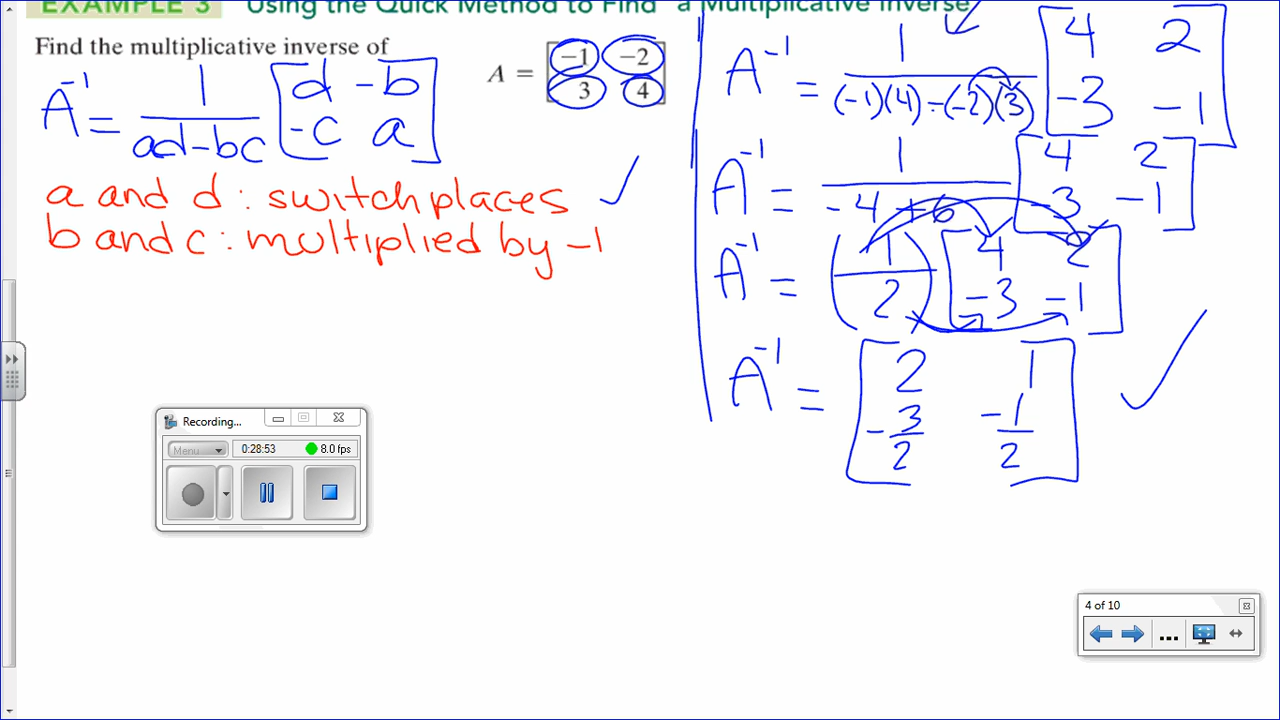 EXAMPLE 3 Using the Quick Method to Find a Multiplicative Inverse
Find the multiplicative inverse of
A = [ −1 −2
3 4 ]
A⁻¹ = 1/(ad-bc) [ d -b
-c a ]
a and d : switch places ✓
b and c : multiplied by -1
A⁻¹ = 1/((-1)(4) - (-2)(3)) [ 4 2
-3 -1 ]
A⁻¹ = 1/(-4+6) [ 4 2
-3 -1 ]
A⁻¹ = (1/2) [ 4 2
-3 -1 ]
A⁻¹ = [ 2 1
-3/2 -1/2 ] ✓
Recording...
Menu 0:28:53 8.0 fps
4 of 10
...